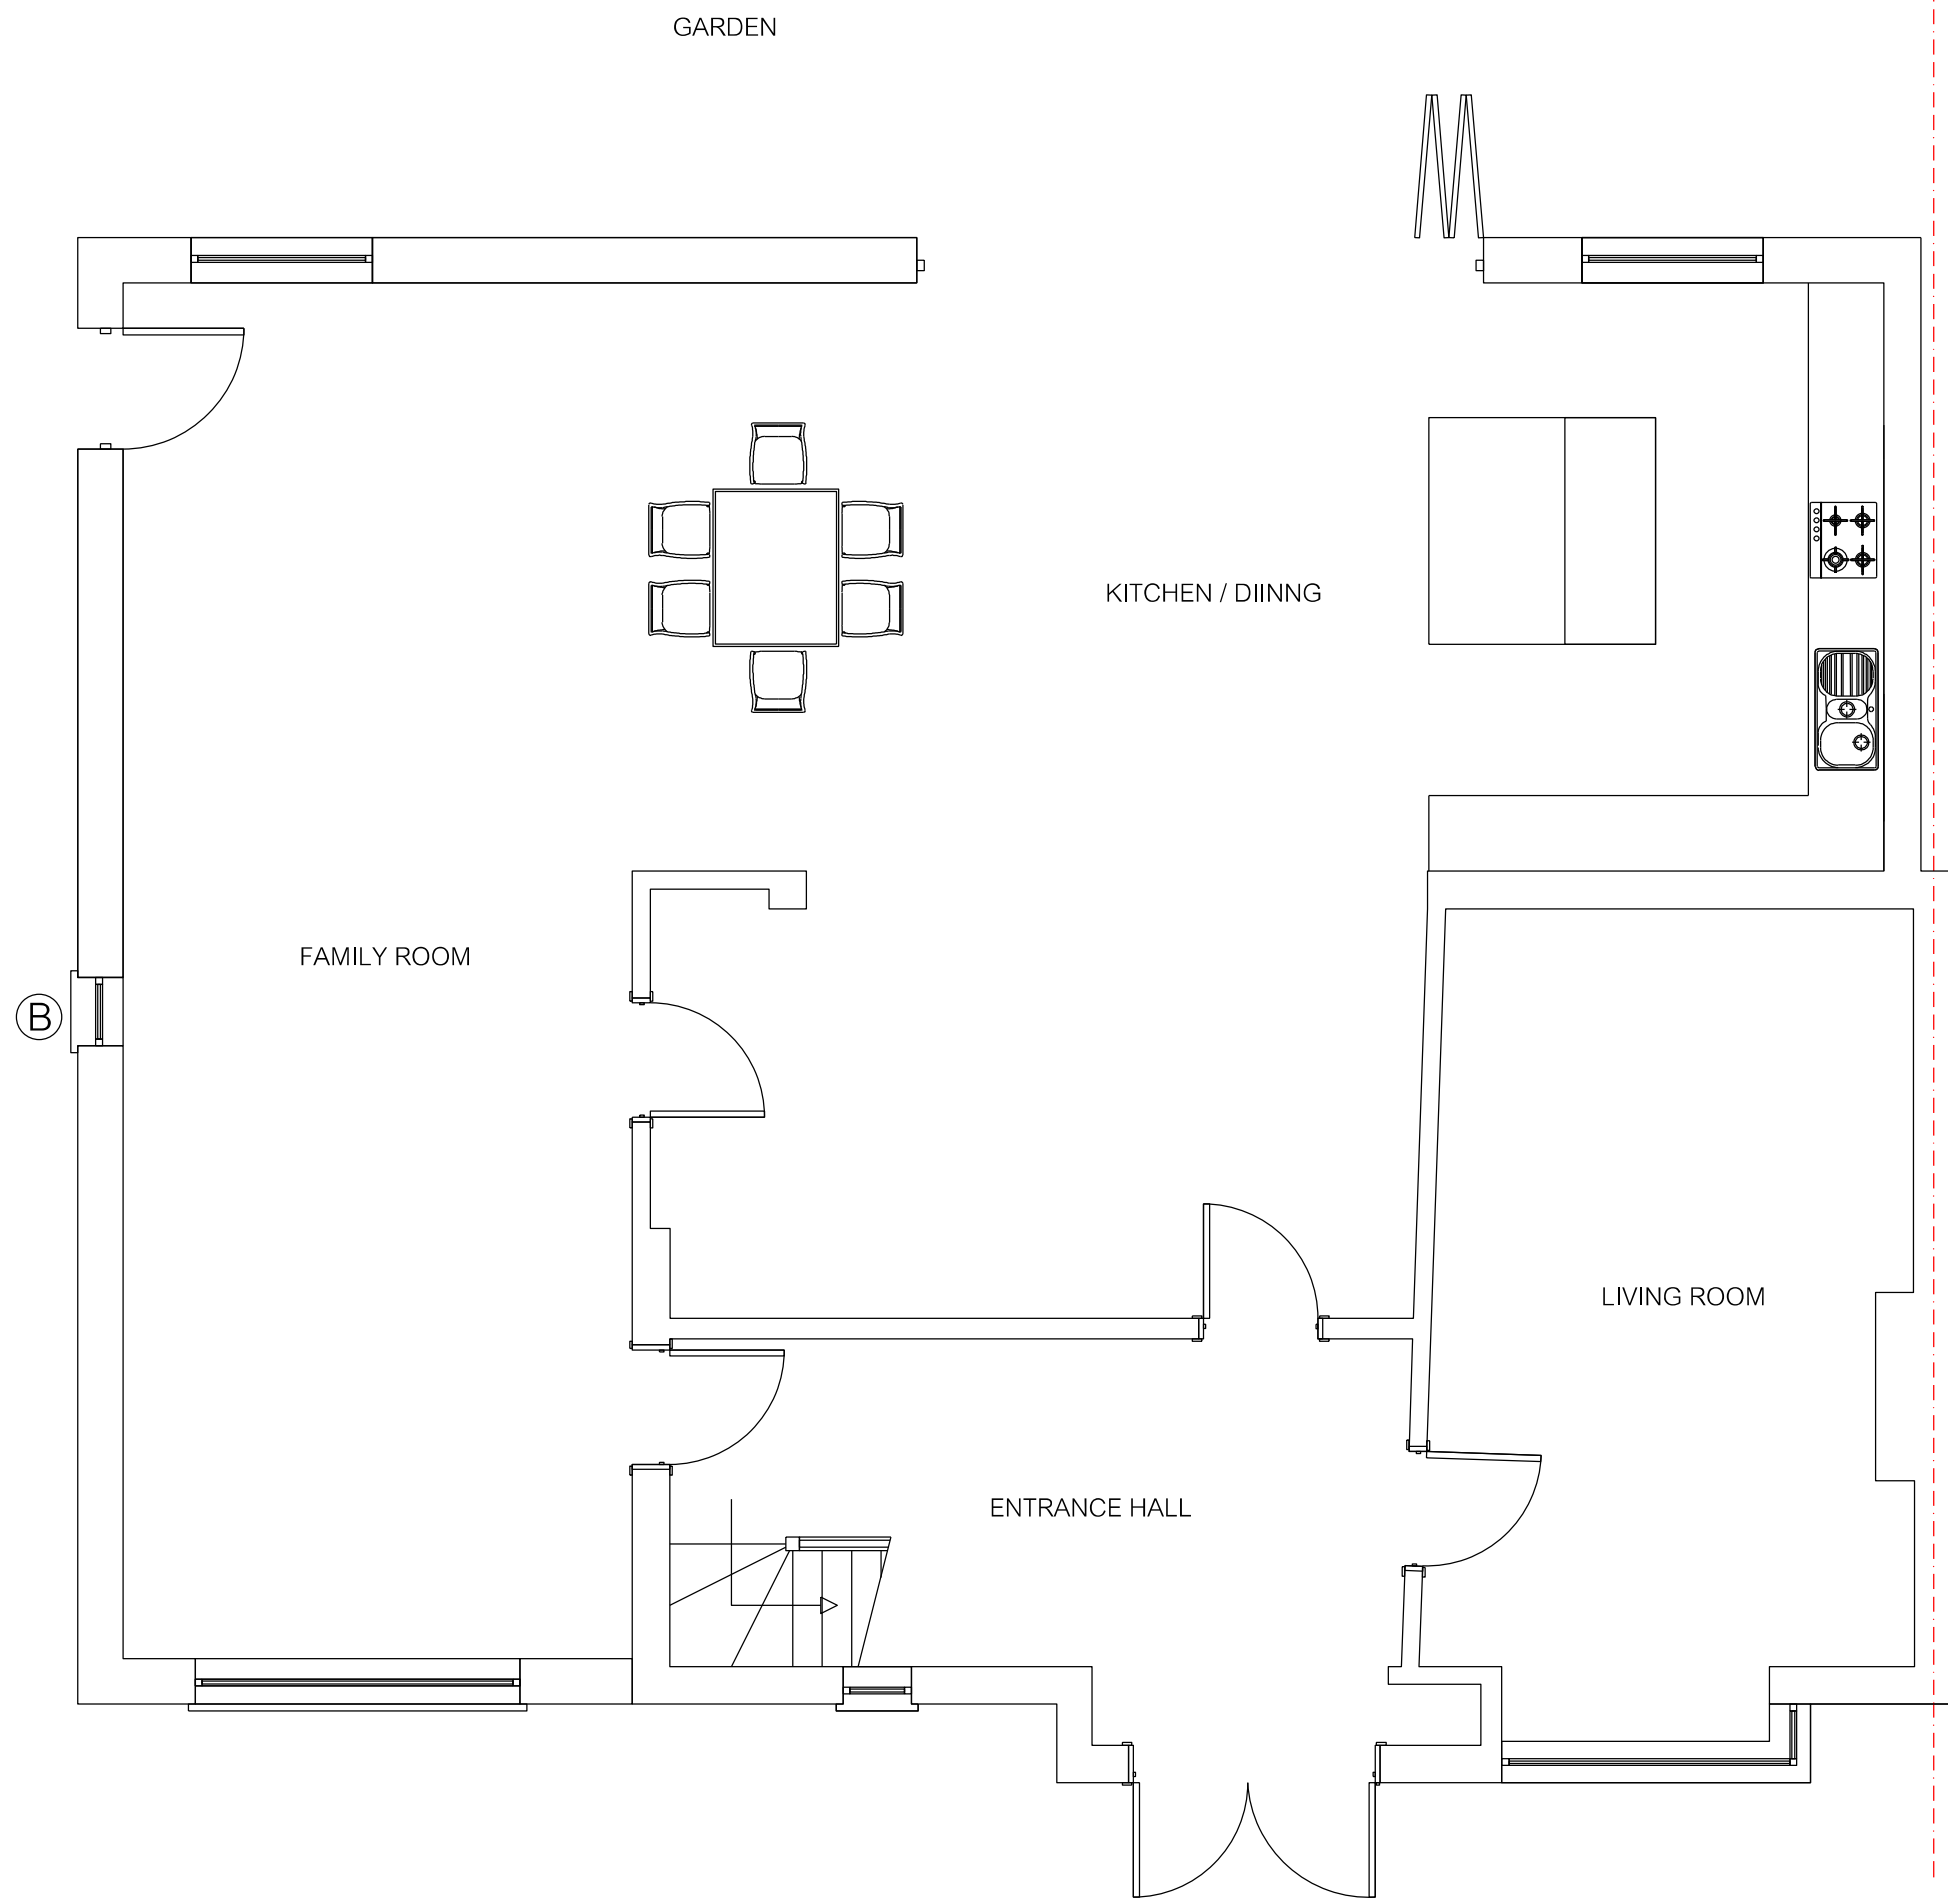 GARDEN
KITCHEN / DIINNG
FAMILY ROOM
B
LIVING ROOM
ENTRANCE HALL